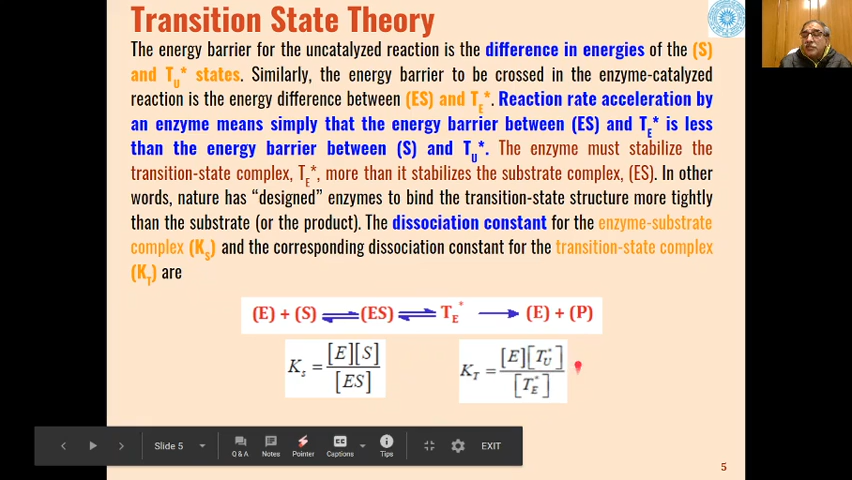 Transition State Theory
The energy barrier for the uncatalyzed reaction is the difference in energies of the (S)
and TU* states. Similarly, the energy barrier to be crossed in the enzyme-catalyzed
reaction is the energy difference between (ES) and TE*. Reaction rate acceleration by
an enzyme means simply that the energy barrier between (ES) and TE* is less
than the energy barrier between (S) and TU*. The enzyme must stabilize the
transition-state complex, TE*, more than it stabilizes the substrate complex, (ES). In other
words, nature has “designed” enzymes to bind the transition-state structure more tightly
than the substrate (or the product). The dissociation constant for the enzyme-substrate
complex (KS) and the corresponding dissociation constant for the transition-state complex
(KT) are
(E) + (S) ⇌ (ES) ⇌ TE* → (E) + (P)
Ks = [E][S] / [ES]
KT = [E][TU*] / [TE*]
Slide 5
Q & A
Notes
Pointer
Captions
Tips
EXIT
5